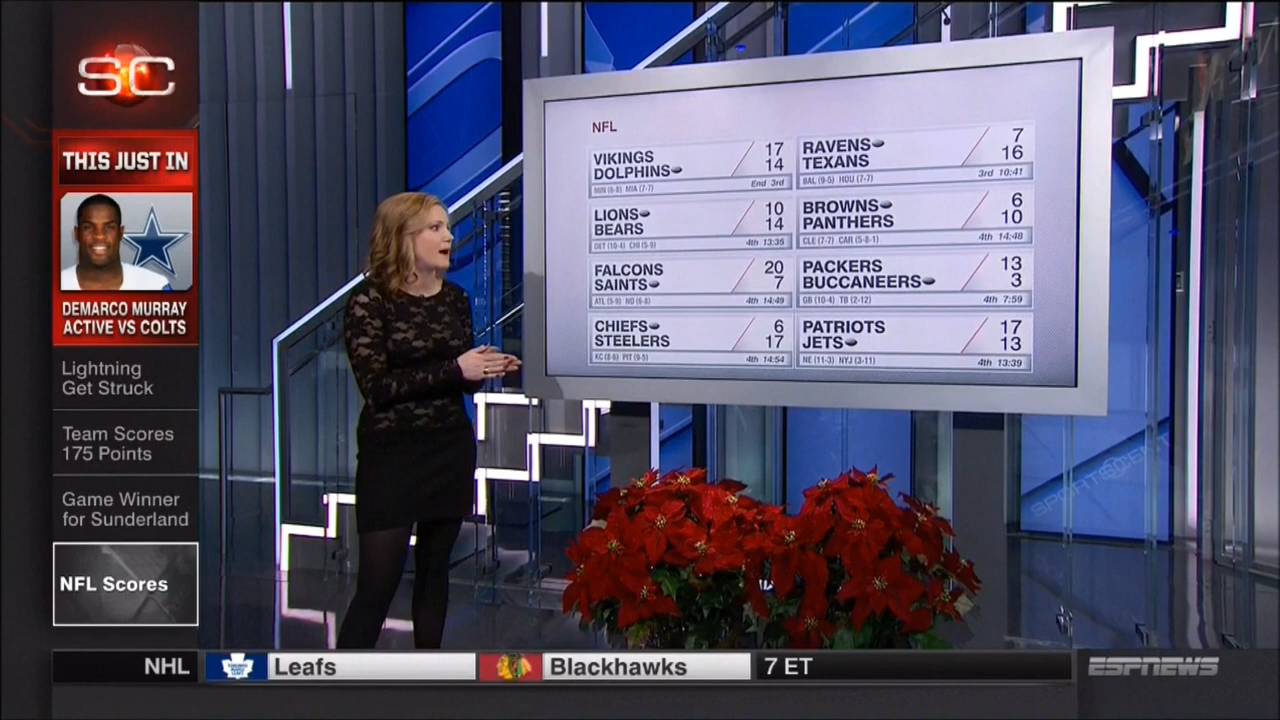 SC
THIS JUST IN
DEMARCO MURRAY
ACTIVE VS COLTS
Lightning
Get Struck
Team Scores
175 Points
Game Winner
for Sunderland
NFL Scores
NFL
VIKINGS 17
DOLPHINS 14
MIN (6-8) MIA (7-7) End 3rd
LIONS 10
BEARS 14
DET (10-4) CHI (5-9) 4th 13:35
FALCONS 20
SAINTS 7
ATL (5-9) NO (6-8) 4th 14:49
CHIEFS 6
STEELERS 17
KC (8-6) PIT (9-5) 4th 14:54
RAVENS 7
TEXANS 16
BAL (9-5) HOU (7-7) 3rd 10:41
BROWNS 6
PANTHERS 10
CLE (7-7) CAR (5-8-1) 4th 14:48
PACKERS 13
BUCCANEERS 3
GB (10-4) TB (2-12) 4th 7:59
PATRIOTS 17
JETS 13
NE (11-3) NYJ (3-11) 4th 13:39
NHL Leafs Blackhawks 7 ET
ESPNEWS